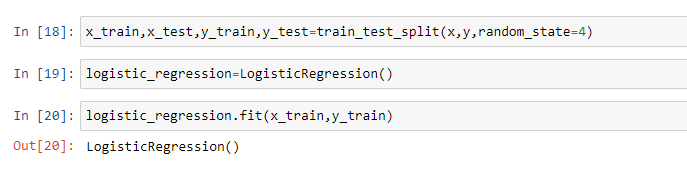 In [18]: x_train,x_test,y_train,y_test=train_test_split(x,y,random_state=4)
In [19]: logistic_regression=LogisticRegression()
In [20]: logistic_regression.fit(x_train,y_train)
Out[20]: LogisticRegression()